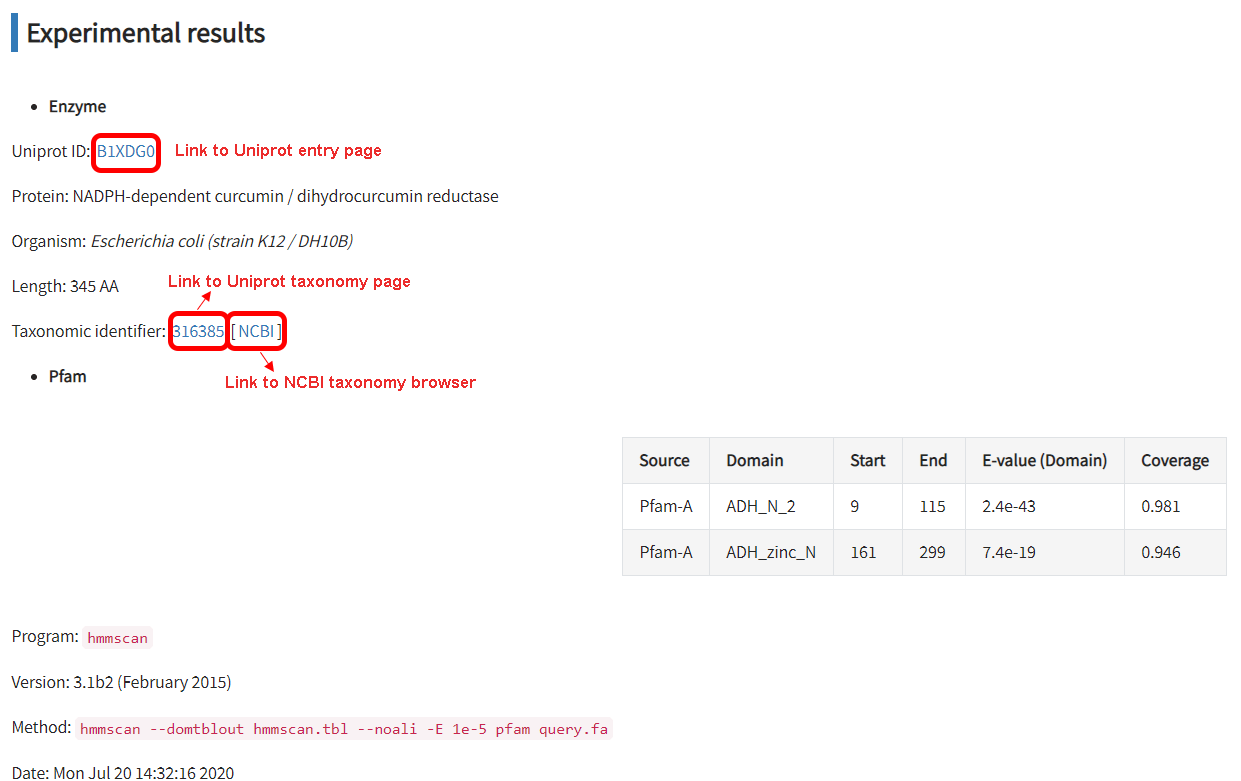 Experimental results
• Enzyme
Uniprot ID: B1XDG0 Link to Uniprot entry page
Protein: NADPH-dependent curcumin / dihydrocurcumin reductase
Organism: Escherichia coli (strain K12 / DH10B)
Link to Uniprot taxonomy page
Length: 345 AA
Taxonomic identifier: 316385 [NCBI]
• Pfam
Link to NCBI taxonomy browser
Source Domain Start End E-value (Domain) Coverage
Pfam-A ADH_N_2 9 115 2.4e-43 0.981
Pfam-A ADH_zinc_N 161 299 7.4e-19 0.946
Program: hmmscan
Version: 3.1b2 (February 2015)
Method: hmmscan --domtblout hmmscan.tbl --noali -E 1e-5 pfam query.fa
Date: Mon Jul 20 14:32:16 2020